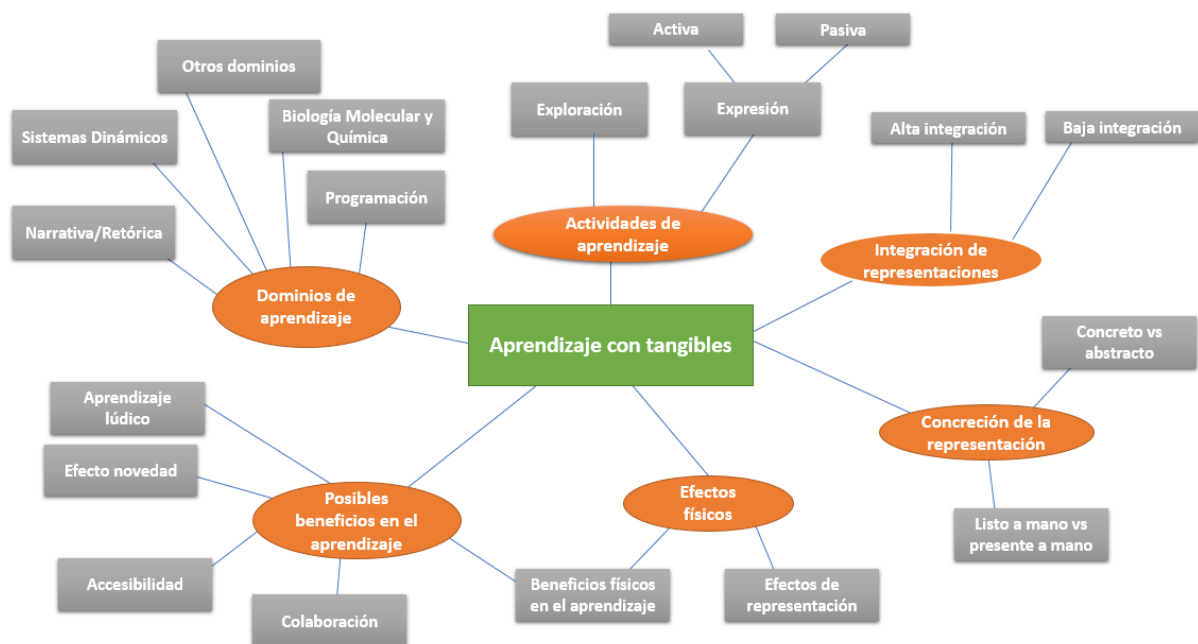 Activa
Pasiva
Otros dominios
Exploración
Expresión
Biología Molecular y
Química
Sistemas Dinámicos
Alta integración
Baja integración
Programación
Narrativa/Retórica
Actividades de
aprendizaje
Integración de
representaciones
Dominios de
aprendizaje
Aprendizaje con tangibles
Concreto vs
abstracto
Aprendizaje
lúdico
Concreción de la
representación
Efecto novedad
Posibles
beneficios en el
aprendizaje
Efectos
físicos
Listo a mano vs
presente a mano
Accesibilidad
Beneficios físicos
en el aprendizaje
Efectos de
representación
Colaboración